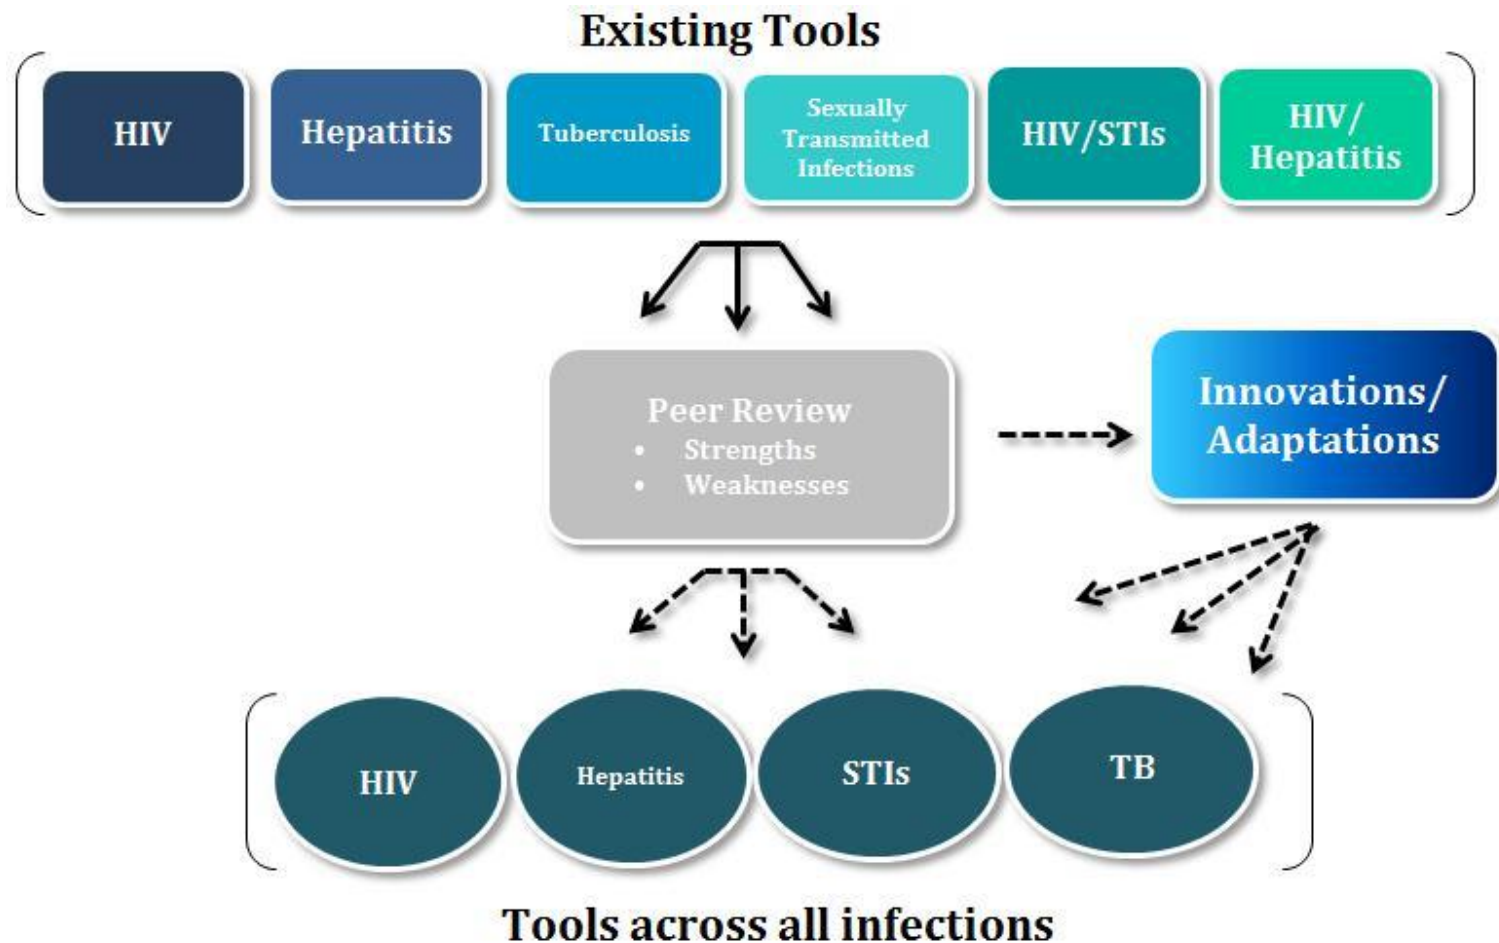 Existing Tools
HIV
Hepatitis
Tuberculosis
Sexually
Transmitted
Infections
HIV/STIs
HIV/
Hepatitis
Peer Review
• Strengths
• Weaknesses
Innovations/
Adaptations
HIV
Hepatitis
STIs
TB
Tools across all infections